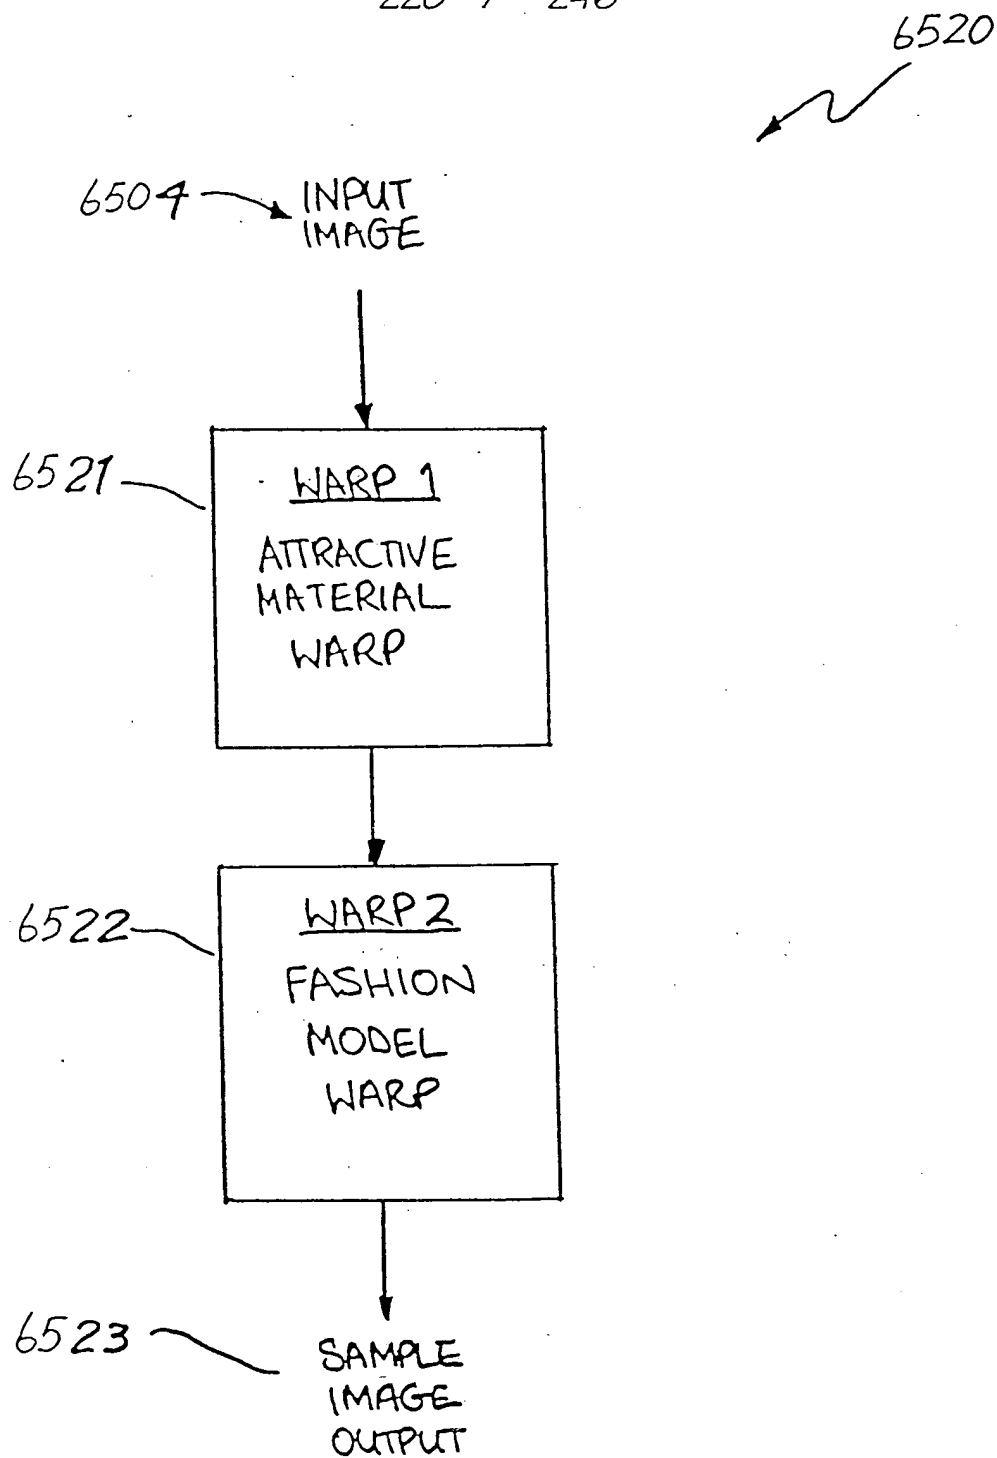 6520
6504
INPUT
IMAGE
6521
WARP 1
ATTRACTIVE
MATERIAL
WARP
6522
WARP 2
FASHION
MODEL
WARP
6523
SAMPLE
IMAGE
OUTPUT